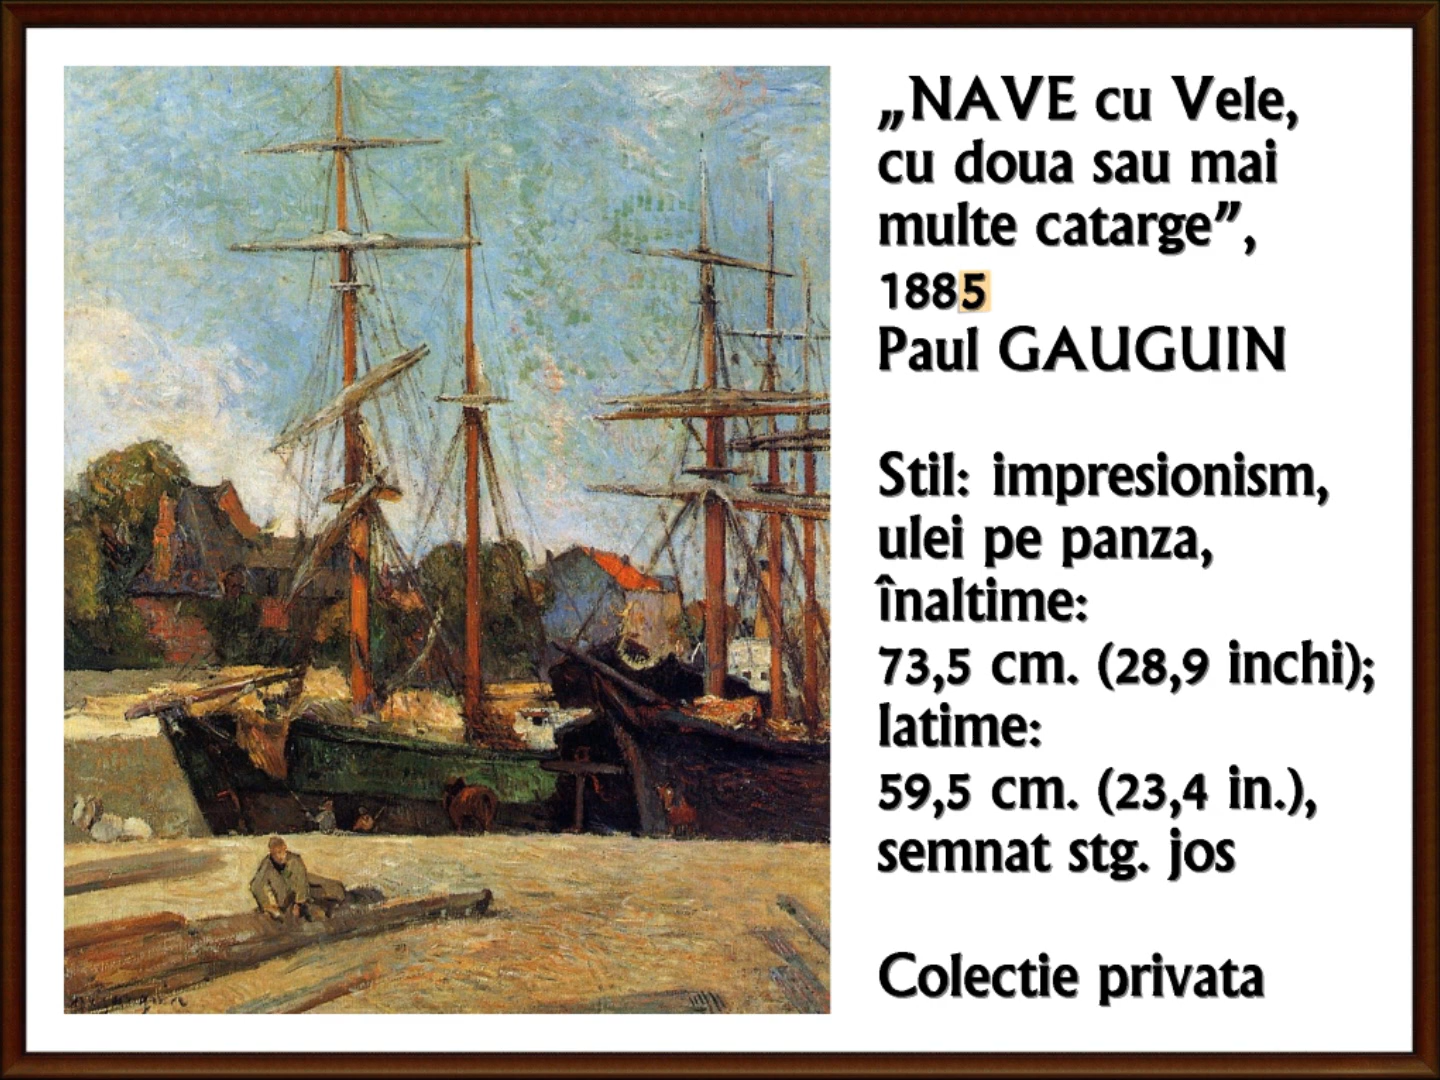 „NAVE cu Vele,
cu doua sau mai
multe catarge”,
1885
Paul GAUGUIN
Stil: impresionism,
ulei pe panza,
înaltime:
73,5 cm. (28,9 inchi);
latime:
59,5 cm. (23,4 in.),
semnat stg. jos
Colectie privata